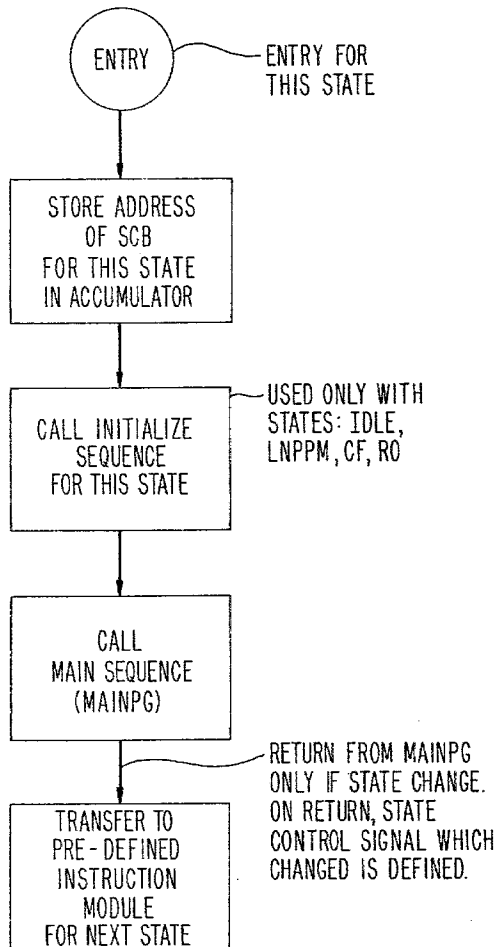 ENTRY
ENTRY FOR
THIS STATE
STORE ADDRESS
OF SCB
FOR THIS STATE
IN ACCUMULATOR
CALL INITIALIZE
SEQUENCE
FOR THIS STATE
USED ONLY WITH
STATES: IDLE,
LNPPM, CF, RO
CALL
MAIN SEQUENCE
(MAINPG)
RETURN FROM MAINPG
ONLY IF STATE CHANGE.
ON RETURN, STATE
CONTROL SIGNAL WHICH
CHANGED IS DEFINED.
TRANSFER TO
PRE-DEFINED
INSTRUCTION
MODULE
FOR NEXT STATE